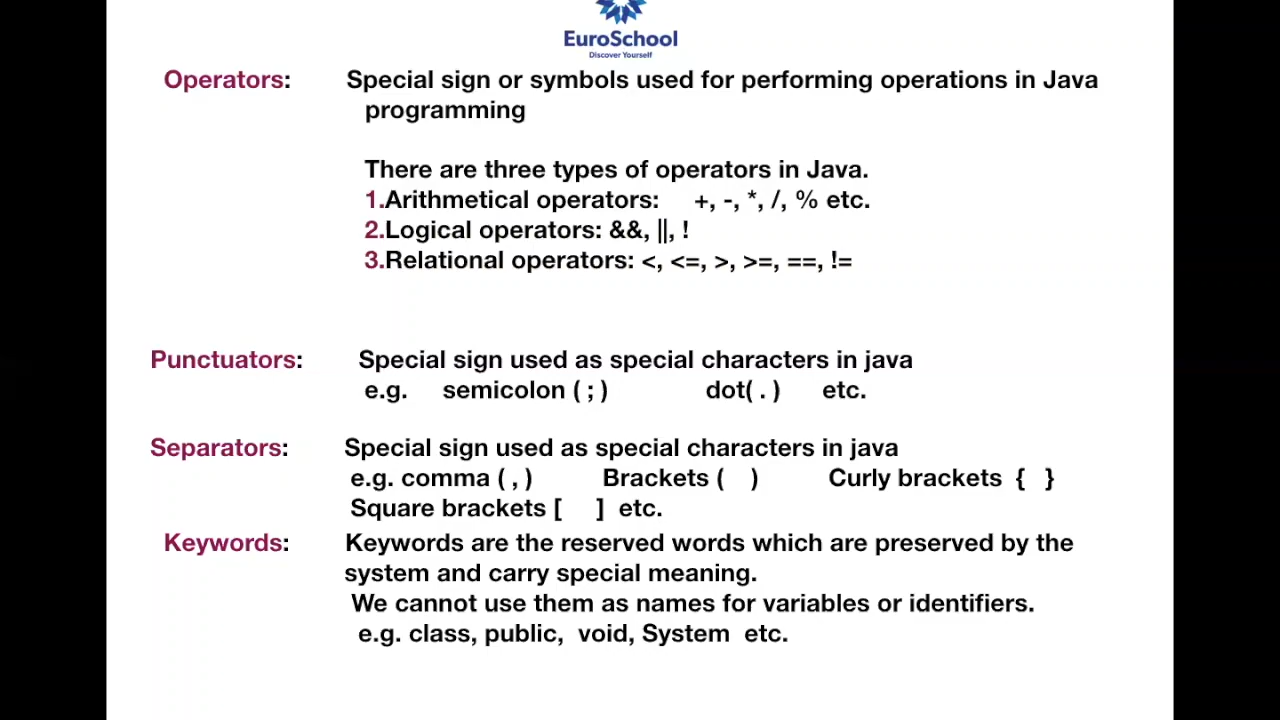 EuroSchool
Discover Yourself
Operators: Special sign or symbols used for performing operations in Java
programming
There are three types of operators in Java.
1.Arithmetical operators: +, -, *, /, % etc.
2.Logical operators: &&, ||, !
3.Relational operators: <, <=, >, >=, ==, !=
Punctuators: Special sign used as special characters in java
e.g. semicolon ( ; ) dot( . ) etc.
Separators: Special sign used as special characters in java
e.g. comma ( , ) Brackets ( ) Curly brackets { }
Square brackets [ ] etc.
Keywords: Keywords are the reserved words which are preserved by the
system and carry special meaning.
We cannot use them as names for variables or identifiers.
e.g. class, public, void, System etc.